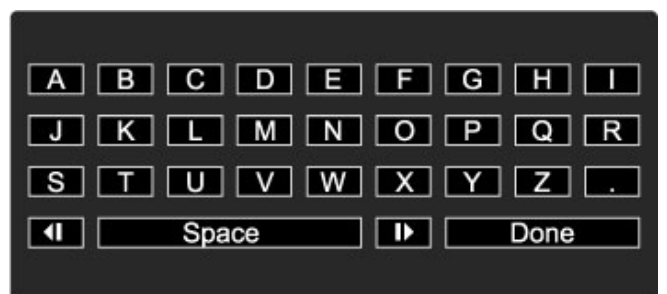 A B C D E F G H I
J K L M N O P Q R
S T U V W X Y Z .
Space Done